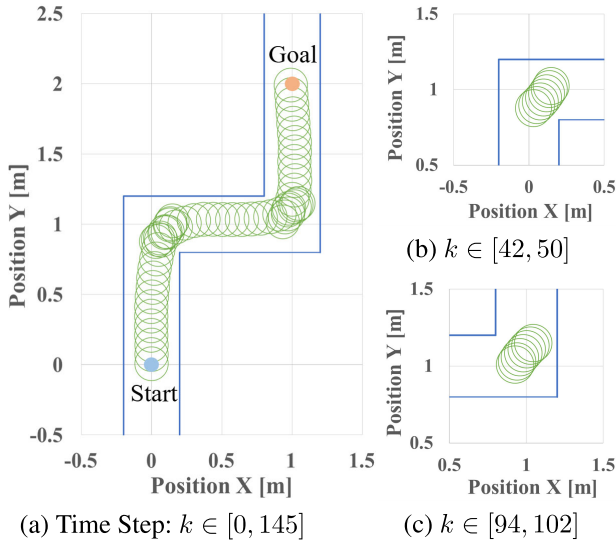 2.5
2
1.5
1
0.5
0
-0.5
Position Y [m]
Goal
Start
-0.5 0 0.5 1 1.5
Position X [m]
(a) Time Step: k ∈ [0, 145]
1.5
1
0.5
Position Y [m]
-0.5 0 0.5
Position X [m]
(b) k ∈ [42, 50]
1.5
1
0.5
Position Y [m]
0.5 1 1.5
Position X [m]
(c) k ∈ [94, 102]